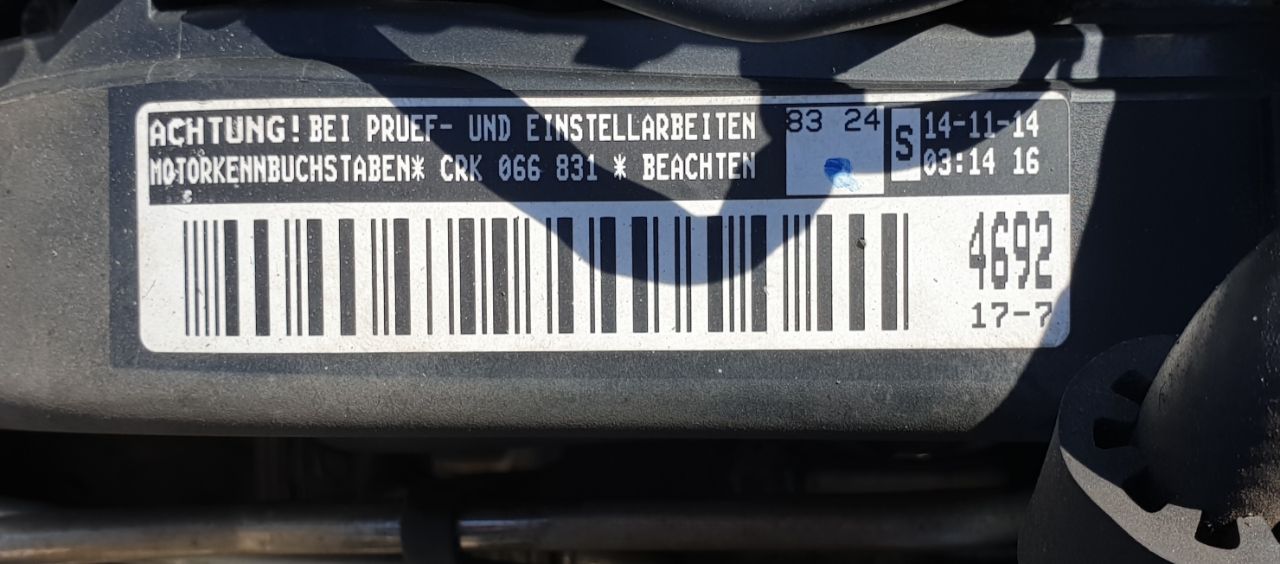 ACHTUNG! BEI PRUEF- UND EINSTELLARBEITEN
MOTORKENNBUCHSTABEN* CRK 066 831 * BEACHTEN
83 24
S
14-11-14
03:14 16
4692
17-7